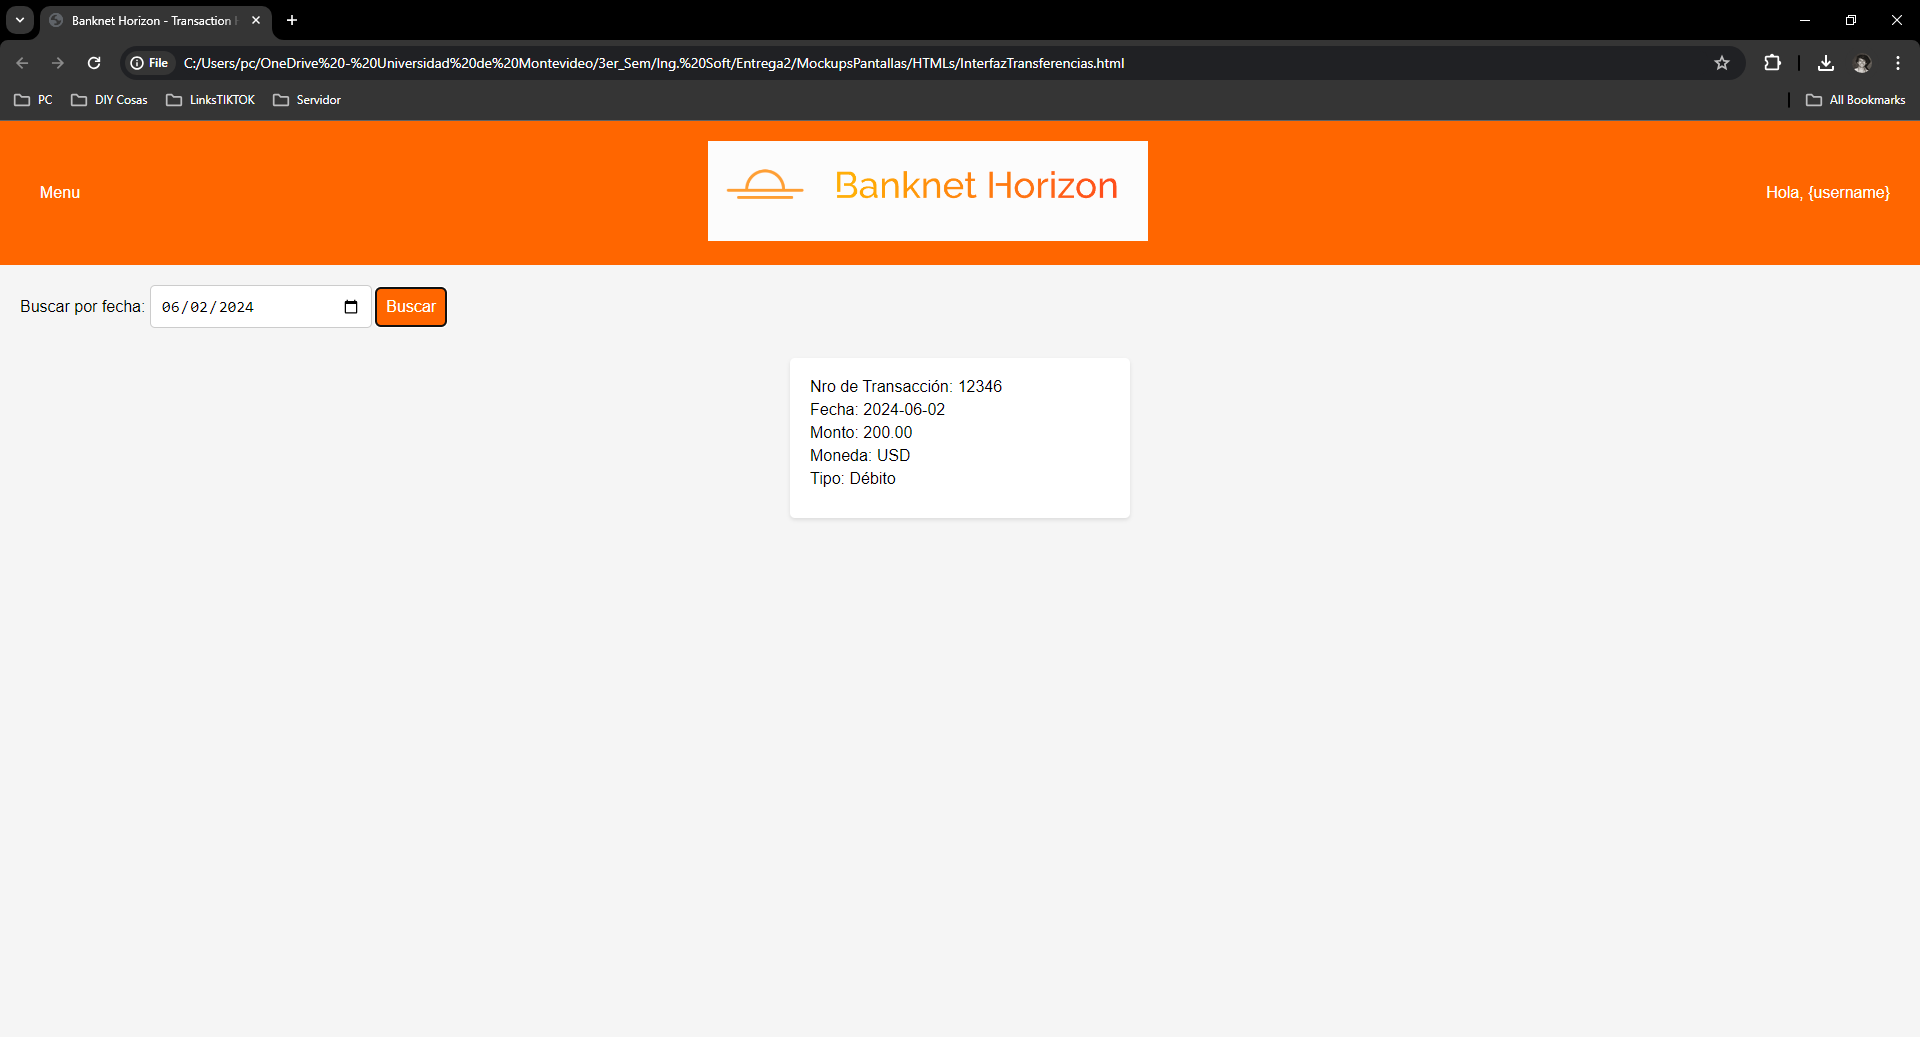 Banknet Horizon - Transaction
File
C:/Users/pc/OneDrive%20-%20Universidad%20de%20Montevideo/3er_Sem/Ing.%20Soft/Entrega2/MockupsPantallas/HTMLs/InterfazTransferencias.html
PC DIY Cosas LinksTIKTOK Servidor All Bookmarks
Menu Banknet Horizon Hola, {username}
Buscar por fecha: 06/02/2024 Buscar
Nro de Transacción: 12346
Fecha: 2024-06-02
Monto: 200.00
Moneda: USD
Tipo: Débito